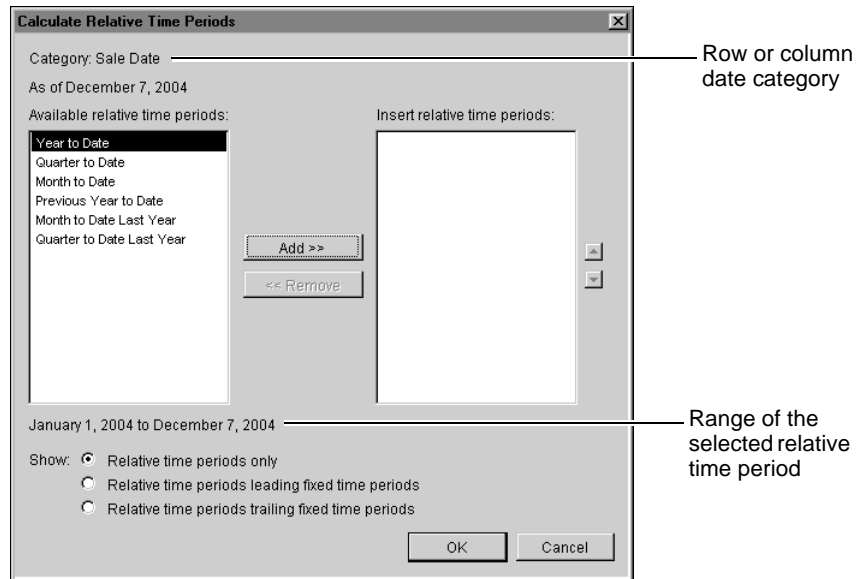 Calculate Relative Time Periods
Category: Sale Date
Row or column
date category
As of December 7, 2004
Available relative time periods:
Insert relative time periods:
Year to Date
Quarter to Date
Month to Date
Previous Year to Date
Month to Date Last Year
Quarter to Date Last Year
Add >>
<< Remove
January 1, 2004 to December 7, 2004
Range of the
selected relative
time period
Show:
Relative time periods only
Relative time periods leading fixed time periods
Relative time periods trailing fixed time periods
OK
Cancel